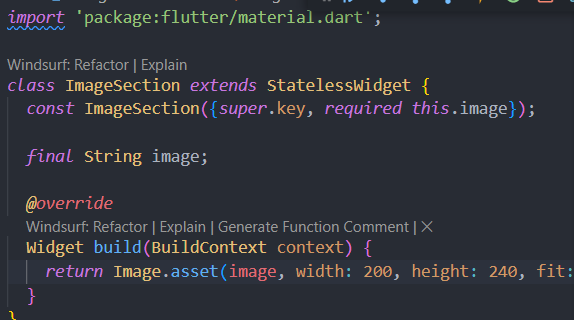 import 'package:flutter/material.dart';
Windsurf: Refactor | Explain
class ImageSection extends StatelessWidget {
const ImageSection({super.key, required this.image});
final String image;
@override
Windsurf: Refactor | Explain | Generate Function Comment | ×
Widget build(BuildContext context) {
return Image.asset(image, width: 200, height: 240, fit:
}
}